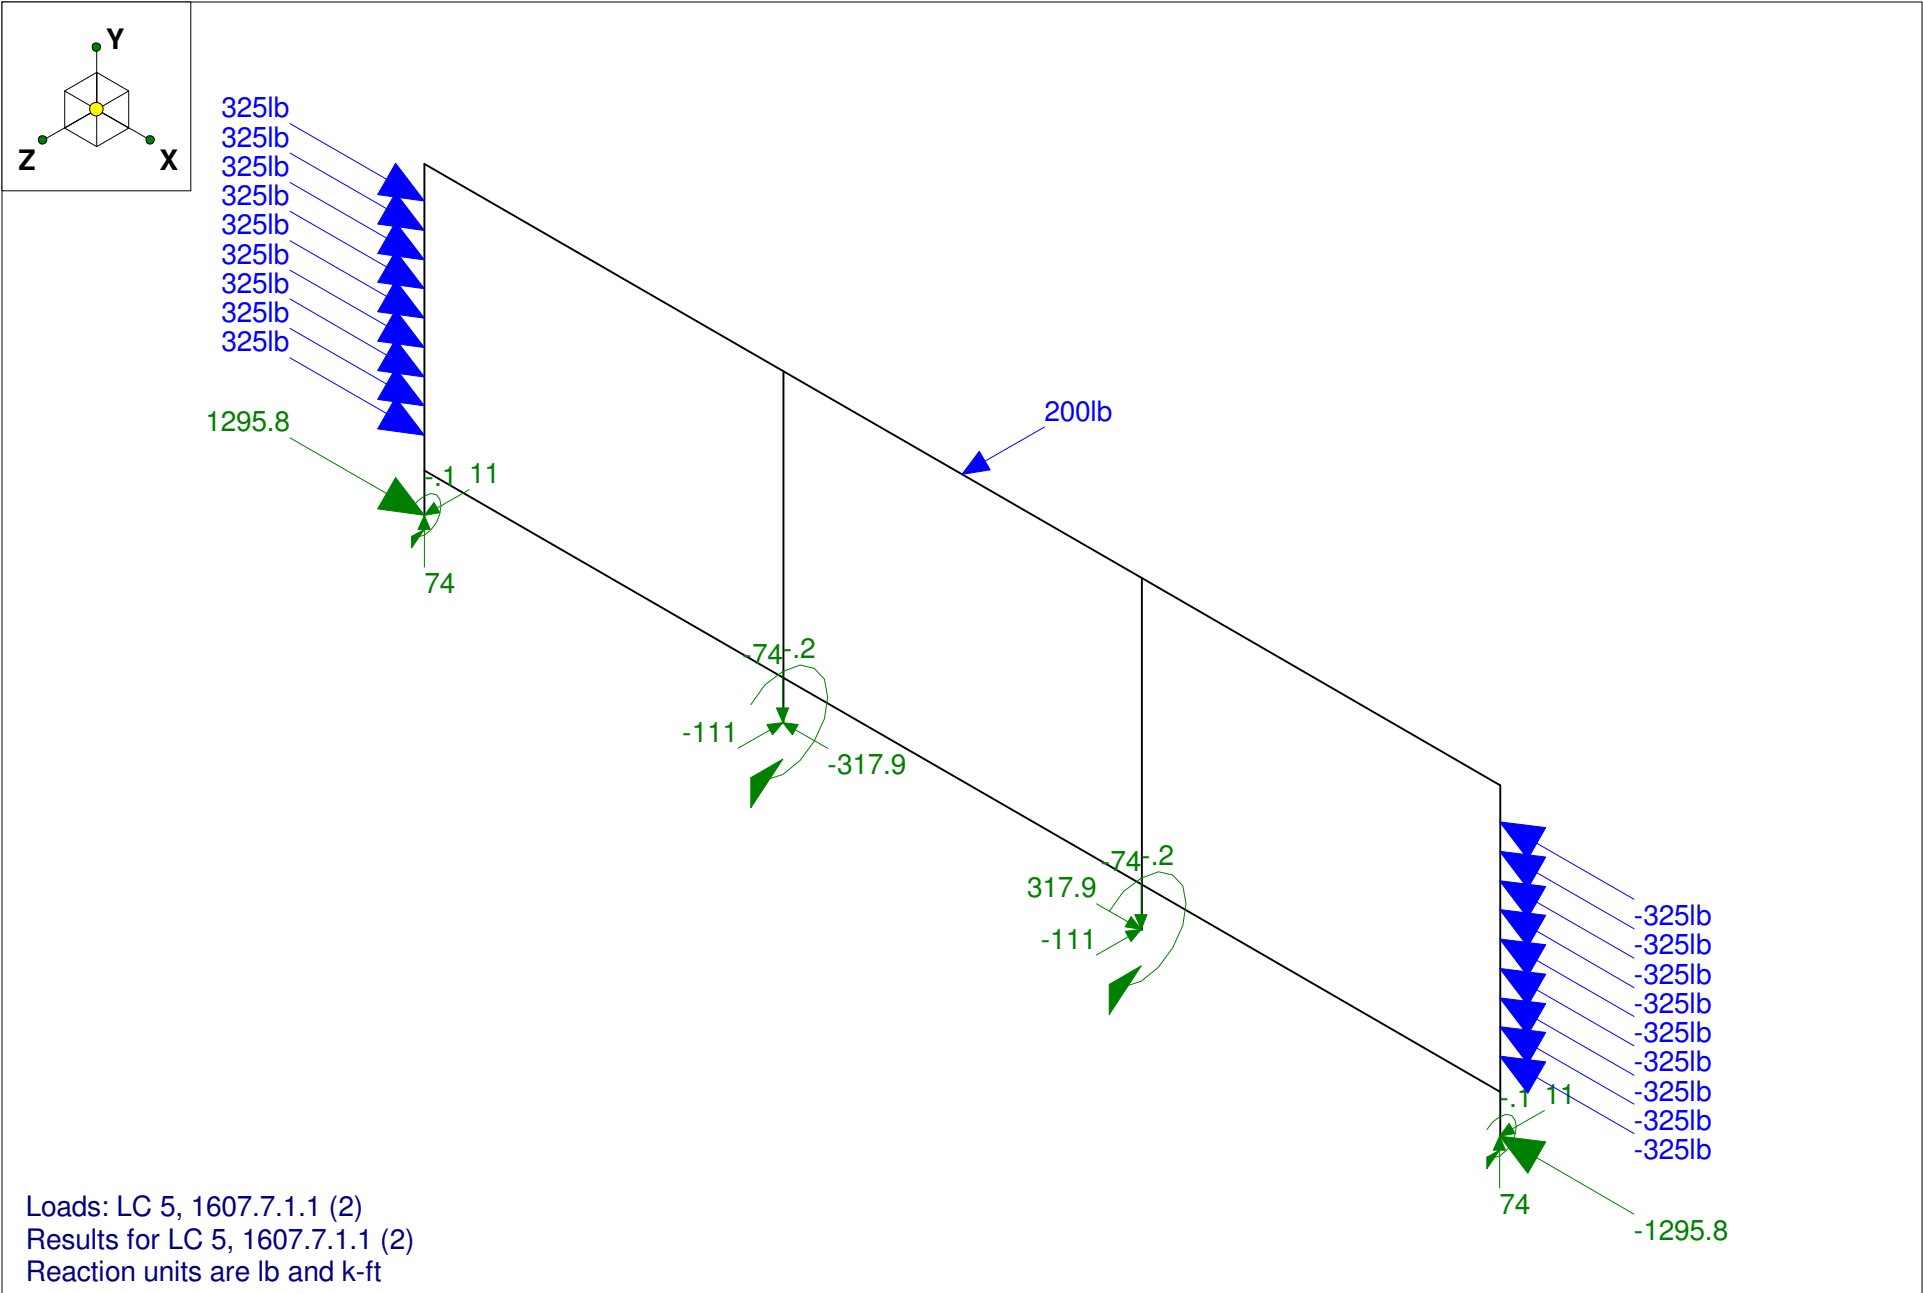 Y
Z
X
325lb
325lb
325lb
325lb
325lb
325lb
325lb
325lb
325lb
1295.8
200lb
-.1
11
74
-74
-.2
-111
-317.9
-74
-.2
317.9
-111
-325lb
-325lb
-325lb
-325lb
-325lb
-325lb
-325lb
-325lb
-325lb
-.1
11
74
-1295.8
Loads: LC 5, 1607.7.1.1 (2)
Results for LC 5, 1607.7.1.1 (2)
Reaction units are lb and k-ft